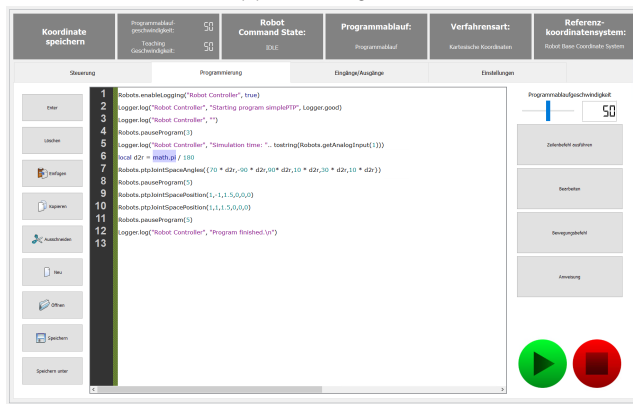 Koordinate
speichern
Programmablauf-
geschwindigkeit:
50
Teaching
Geschwindigkeit:
50
Robot
Command State:
IDLE
Programmablauf:
Programmablauf
Verfahrensart:
Kartesische Koordinaten
Referenz-
koordinatensystem:
Robot Base Coordinate System
Steuerung
Programmierung
Eingänge/Ausgänge
Einstellungen
Enter
Löschen
Einfügen
Kopieren
Ausschneiden
Neu
Öffnen
Speichern
Speichern unter
1 Robots.enableLogging("Robot Controller", true)
2 Logger.log("Robot Controller", "Starting program simplePTP", Logger.good)
3 Logger.log("Robot Controller", "")
4 Robots.pauseProgram(3)
5 Logger.log("Robot Controller", "Simulation time: ".. tostring(Robots.getAnalogInput(1)))
6 local d2r = math.pi / 180
7 Robots.ptpJointSpaceAngles({70 * d2r,-90 * d2r,90* d2r,10 * d2r,30 * d2r,10 * d2r})
8 Robots.pauseProgram(5)
9 Robots.ptpJointSpacePosition(1,-1,1.5,0,0,0)
10 Robots.ptpJointSpacePosition(1,1,1.5,0,0,0)
11 Robots.pauseProgram(5)
12 Logger.log("Robot Controller", "Program finished.\n")
13
Programmablaufgeschwindigkeit
50
Zeilenbefehl ausführen
Bearbeiten
Bewegungsbefehl
Anweisung